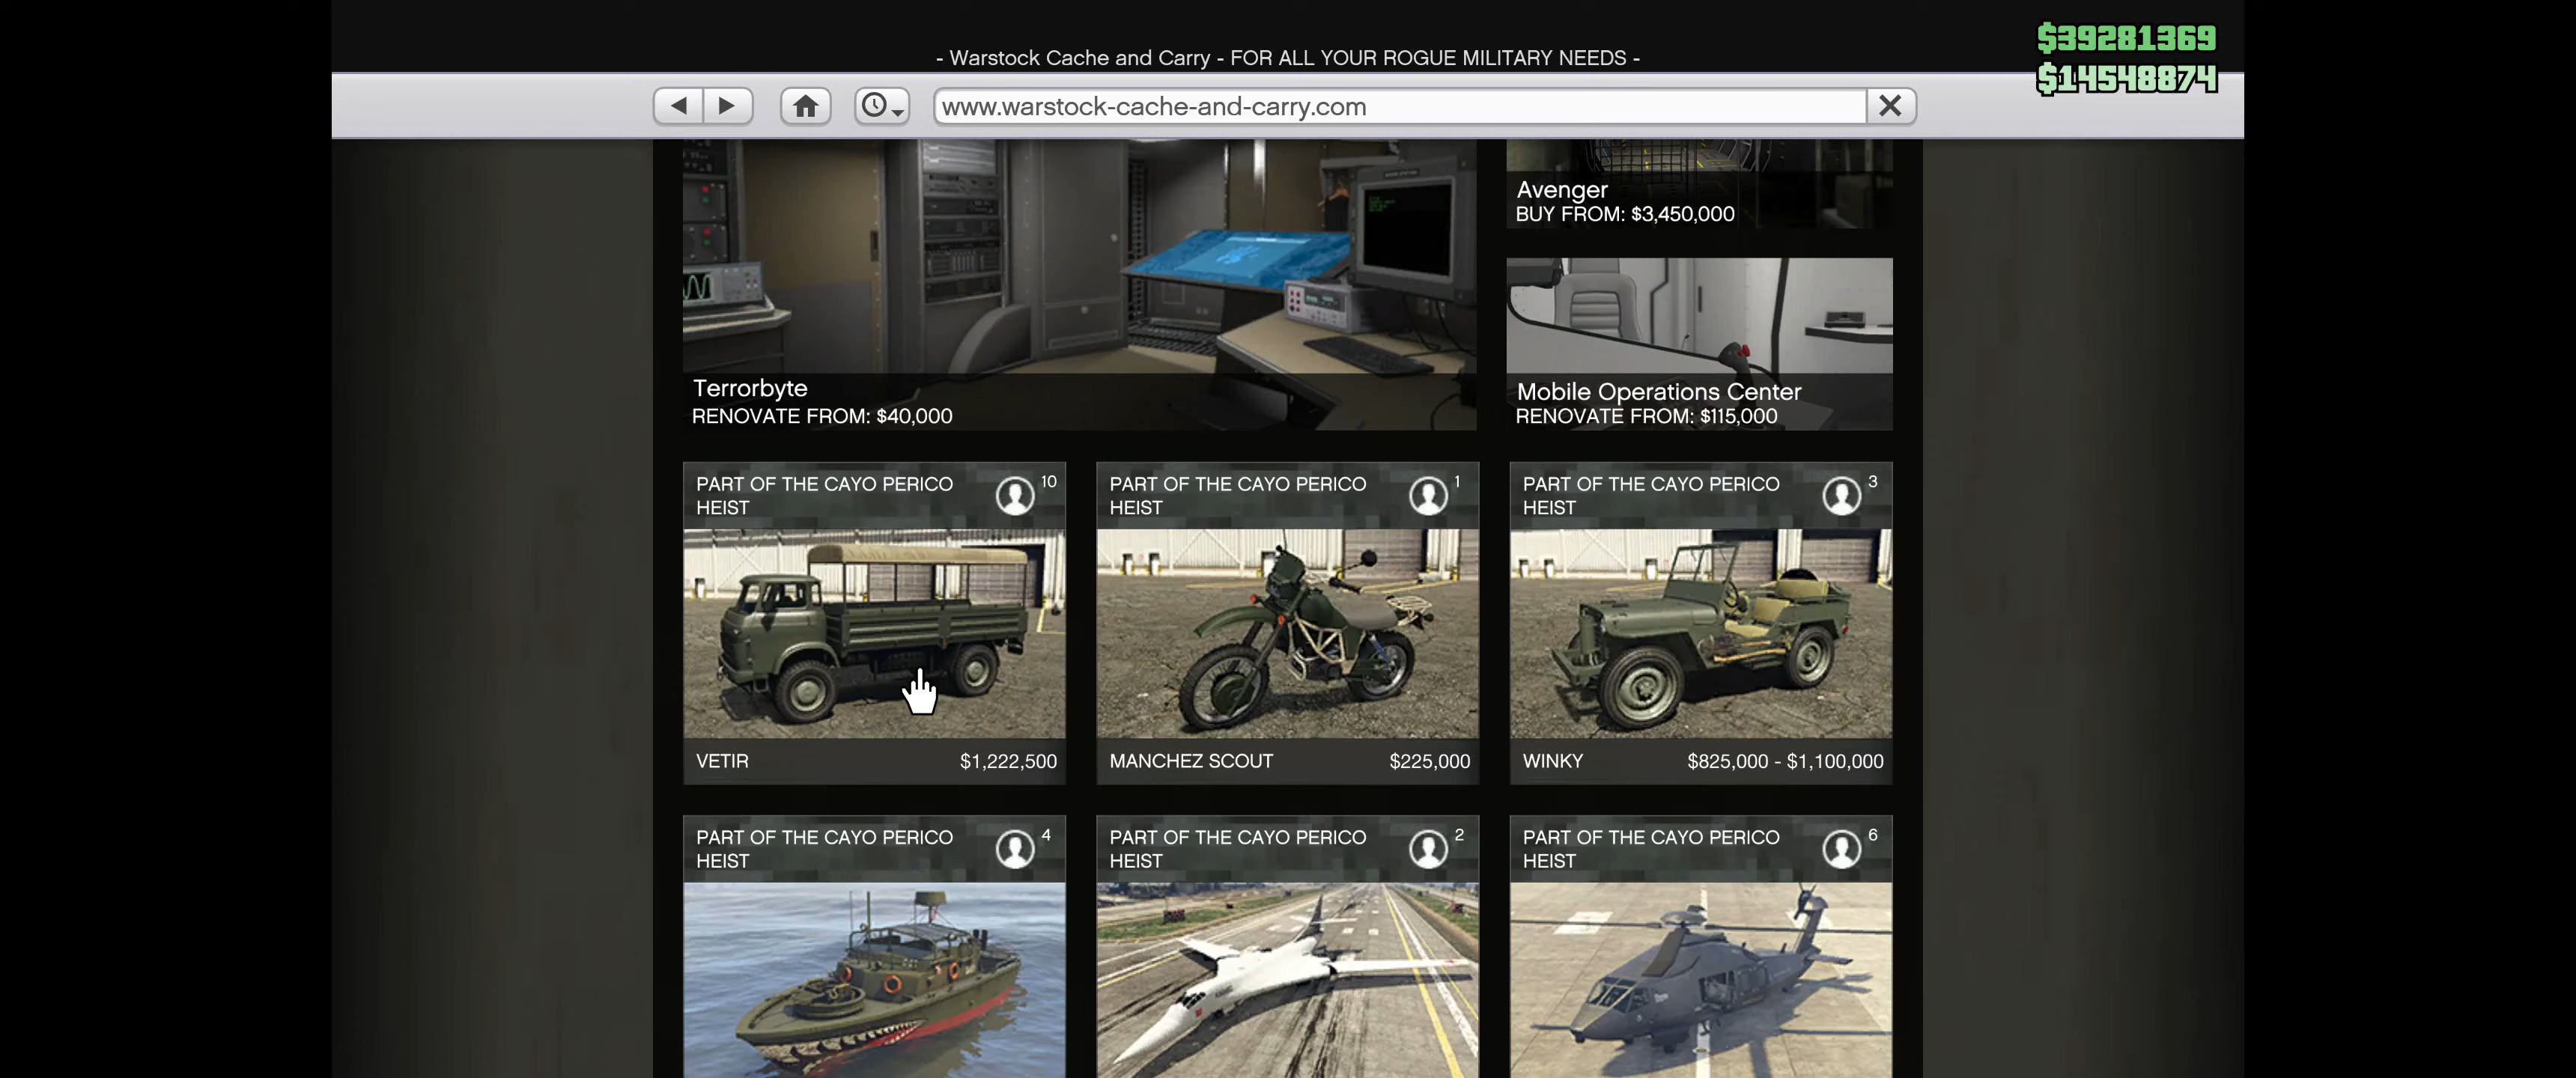 - Warstock Cache and Carry - FOR ALL YOUR ROGUE MILITARY NEEDS -
$39281369
$14548874
www.warstock-cache-and-carry.com
Avenger
BUY FROM: $3,450,000
Terrorbyte
RENOVATE FROM: $40,000
Mobile Operations Center
RENOVATE FROM: $115,000
PART OF THE CAYO PERICO
HEIST
10
VETIR
$1,222,500
PART OF THE CAYO PERICO
HEIST
1
MANCHEZ SCOUT
$225,000
PART OF THE CAYO PERICO
HEIST
3
WINKY
$825,000 - $1,100,000
PART OF THE CAYO PERICO
HEIST
4
PART OF THE CAYO PERICO
HEIST
2
PART OF THE CAYO PERICO
HEIST
6